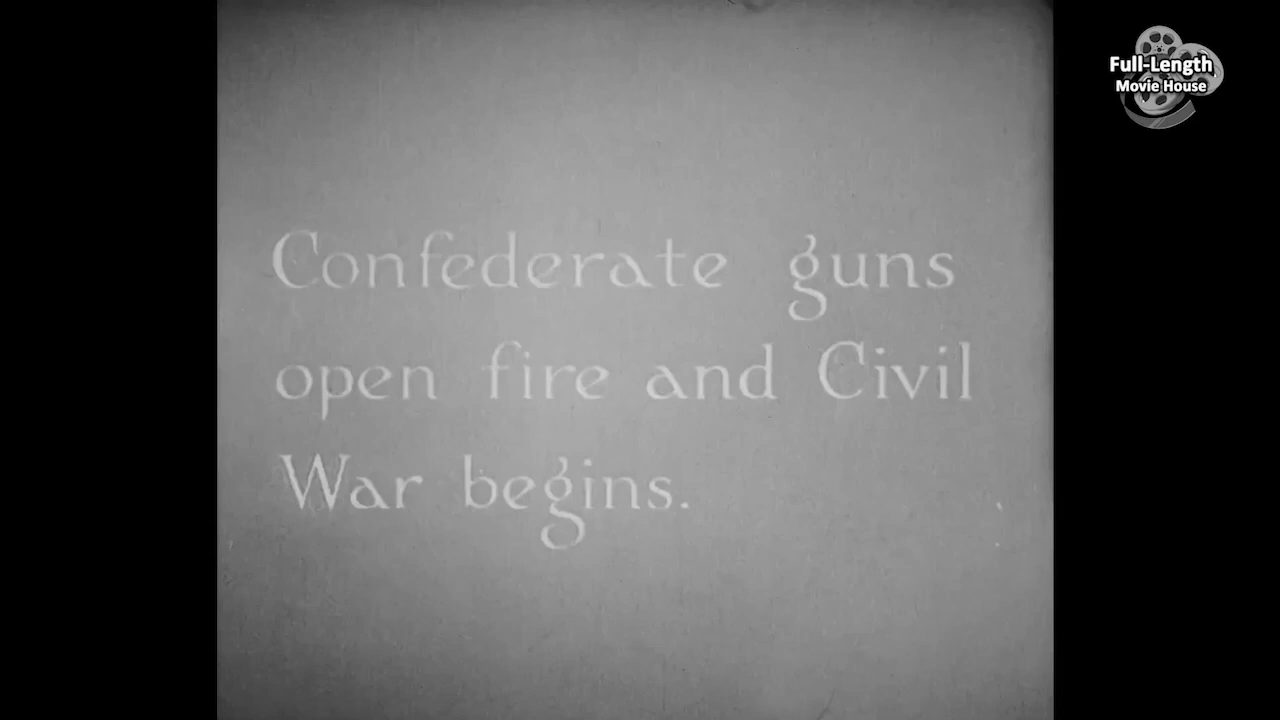 Full-Length
Movie House
Confederate guns
open fire and Civil
War begins.